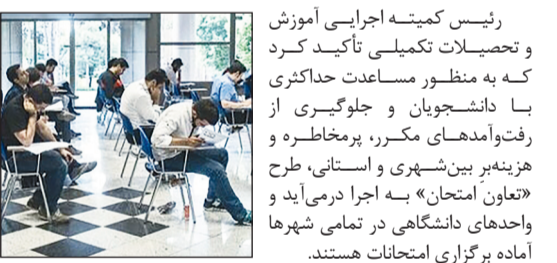 رئیس کمیته اجرایی آموزش
و تحصیلات تکمیلی تأکید کرد
که به منظور مساعدت حداکثری
با دانشجویان و جلوگیری از
رفت‌وآمدهای مکرر، پرمخاطره و
هزینه‌برِ بین‌شهری و استانی، طرح
«تعاون امتحان» به اجرا درمی‌آید و
واحدهای دانشگاهی در تمامی شهرها
آماده برگزاری امتحانات هستند.